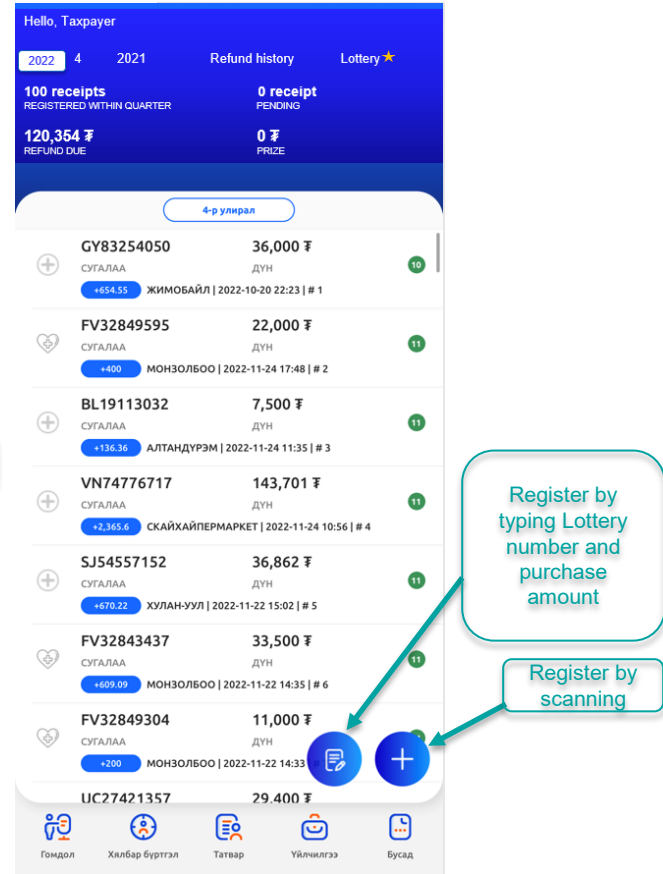 Hello, Taxpayer
2022 4 2021 Refund history Lottery
100 receipts 0 receipt
REGISTERED WITHIN QUARTER PENDING
120,354 ₮ 0 ₮
REFUND DUE PRIZE
4-р улирал
GY83254050 36,000 ₮
СУГАЛАА ДҮН 10
+654.55 ЖИМОБАЙЛ | 2022-10-20 22:23 | # 1
FV32849595 22,000 ₮
СУГАЛАА ДҮН 11
+400 МОНЗОЛБОО | 2022-11-24 17:48 | # 2
BL19113032 7,500 ₮
СУГАЛАА ДҮН 11
+136.36 АЛТАНДҮРЭМ | 2022-11-24 11:35 | # 3
VN74776717 143,701 ₮
СУГАЛАА ДҮН 11
+2,365.6 СКАЙХАЙПЕРМАРКЕТ | 2022-11-24 10:56 | # 4
SJ54557152 36,862 ₮
СУГАЛАА ДҮН 11
+670.22 ХУЛАН-УУЛ | 2022-11-22 15:02 | # 5
FV32843437 33,500 ₮
СУГАЛАА ДҮН 11
+609.09 МОНЗОЛБОО | 2022-11-22 14:35 | # 6
FV32849304 11,000 ₮
СУГАЛАА ДҮН
+200 МОНЗОЛБОО | 2022-11-22 14:33
UC27421357 29,400 ₮
Гомдол Хялбар бүртгэл Татвар Үйлчилгээ Бусад
Register by
typing Lottery
number and
purchase
amount
Register by
scanning